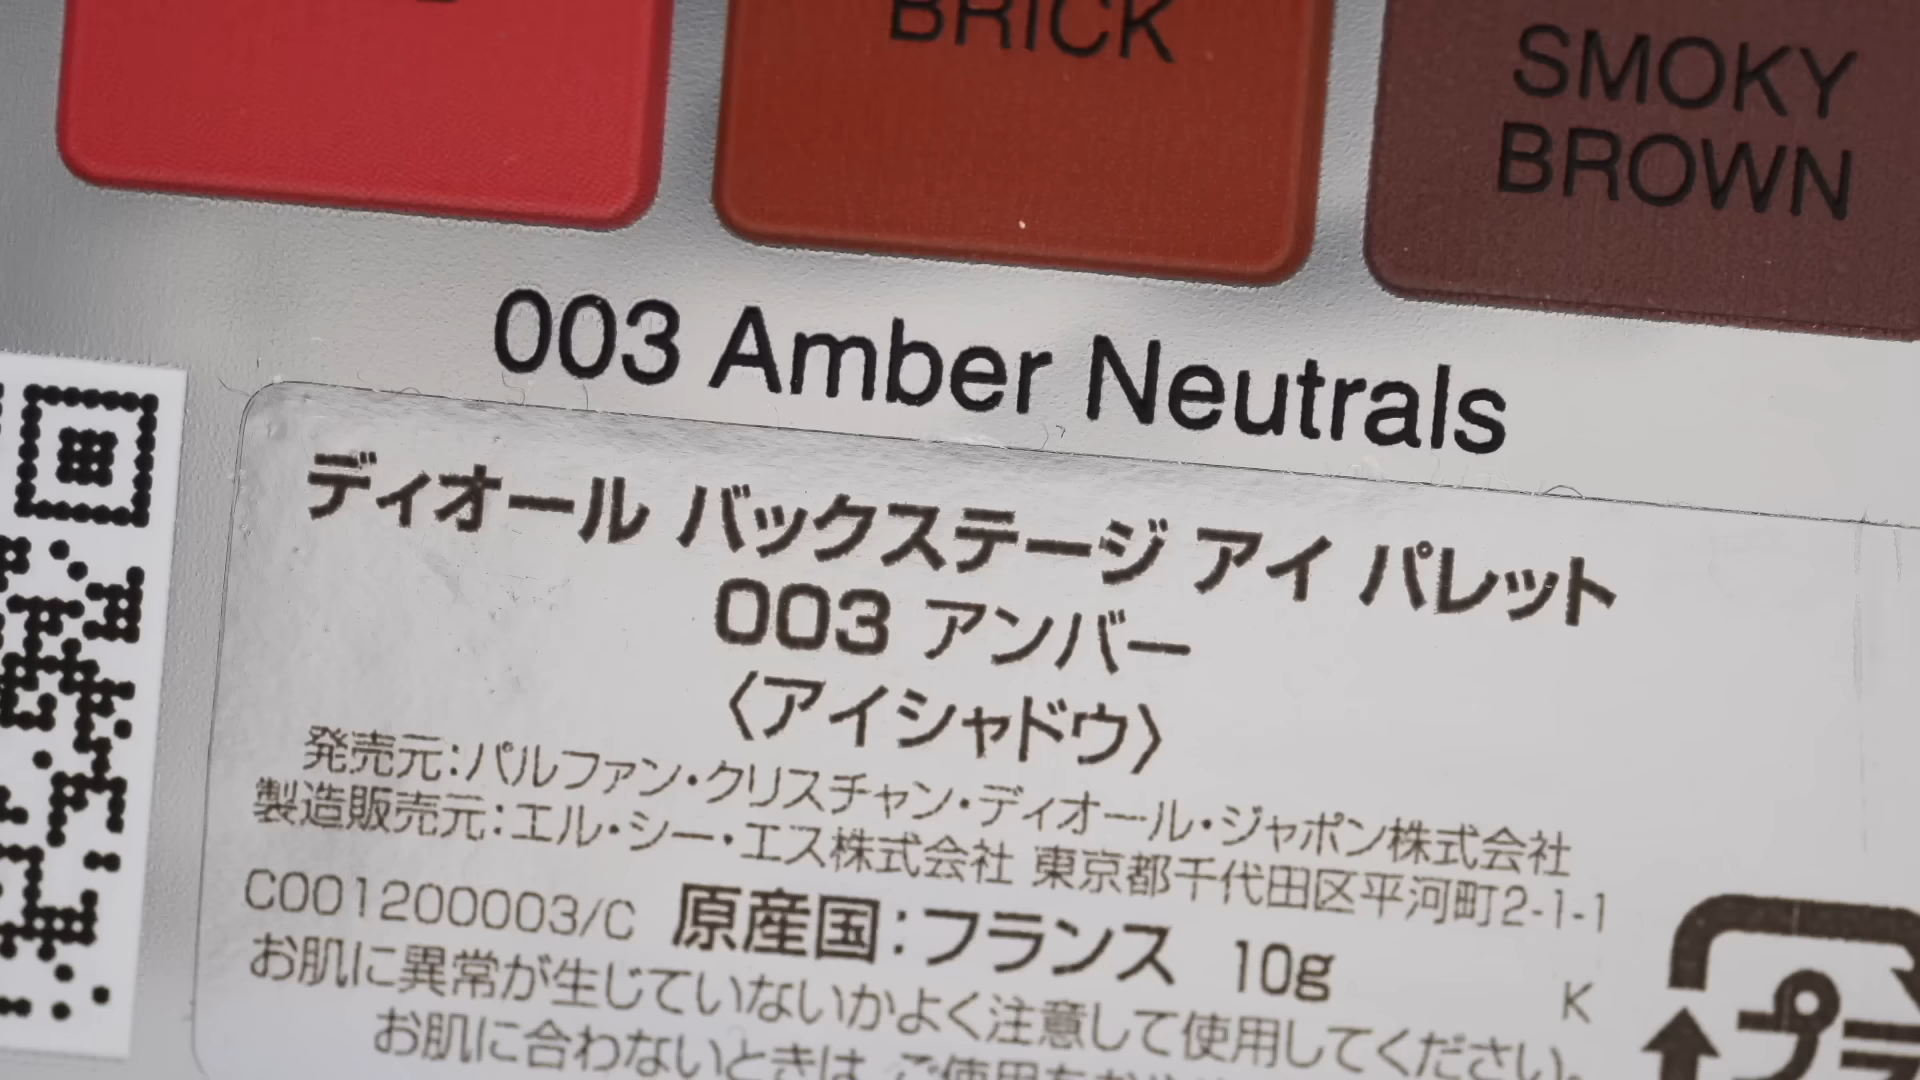 BRICK
SMOKY
BROWN
003 Amber Neutrals
ディオール バックステージ アイ パレット
003 アンバー
〈アイシャドウ〉
発売元:パルファン・クリスチャン・ディオール・ジャポン株式会社
製造販売元:エル・シー・エス株式会社 東京都千代田区平河町2-1-1
C001200003/C 原産国:フランス 10g
K
お肌に異常が生じていないかよく注意して使用してください。
お肌に合わないときは、ご使用を
プラ